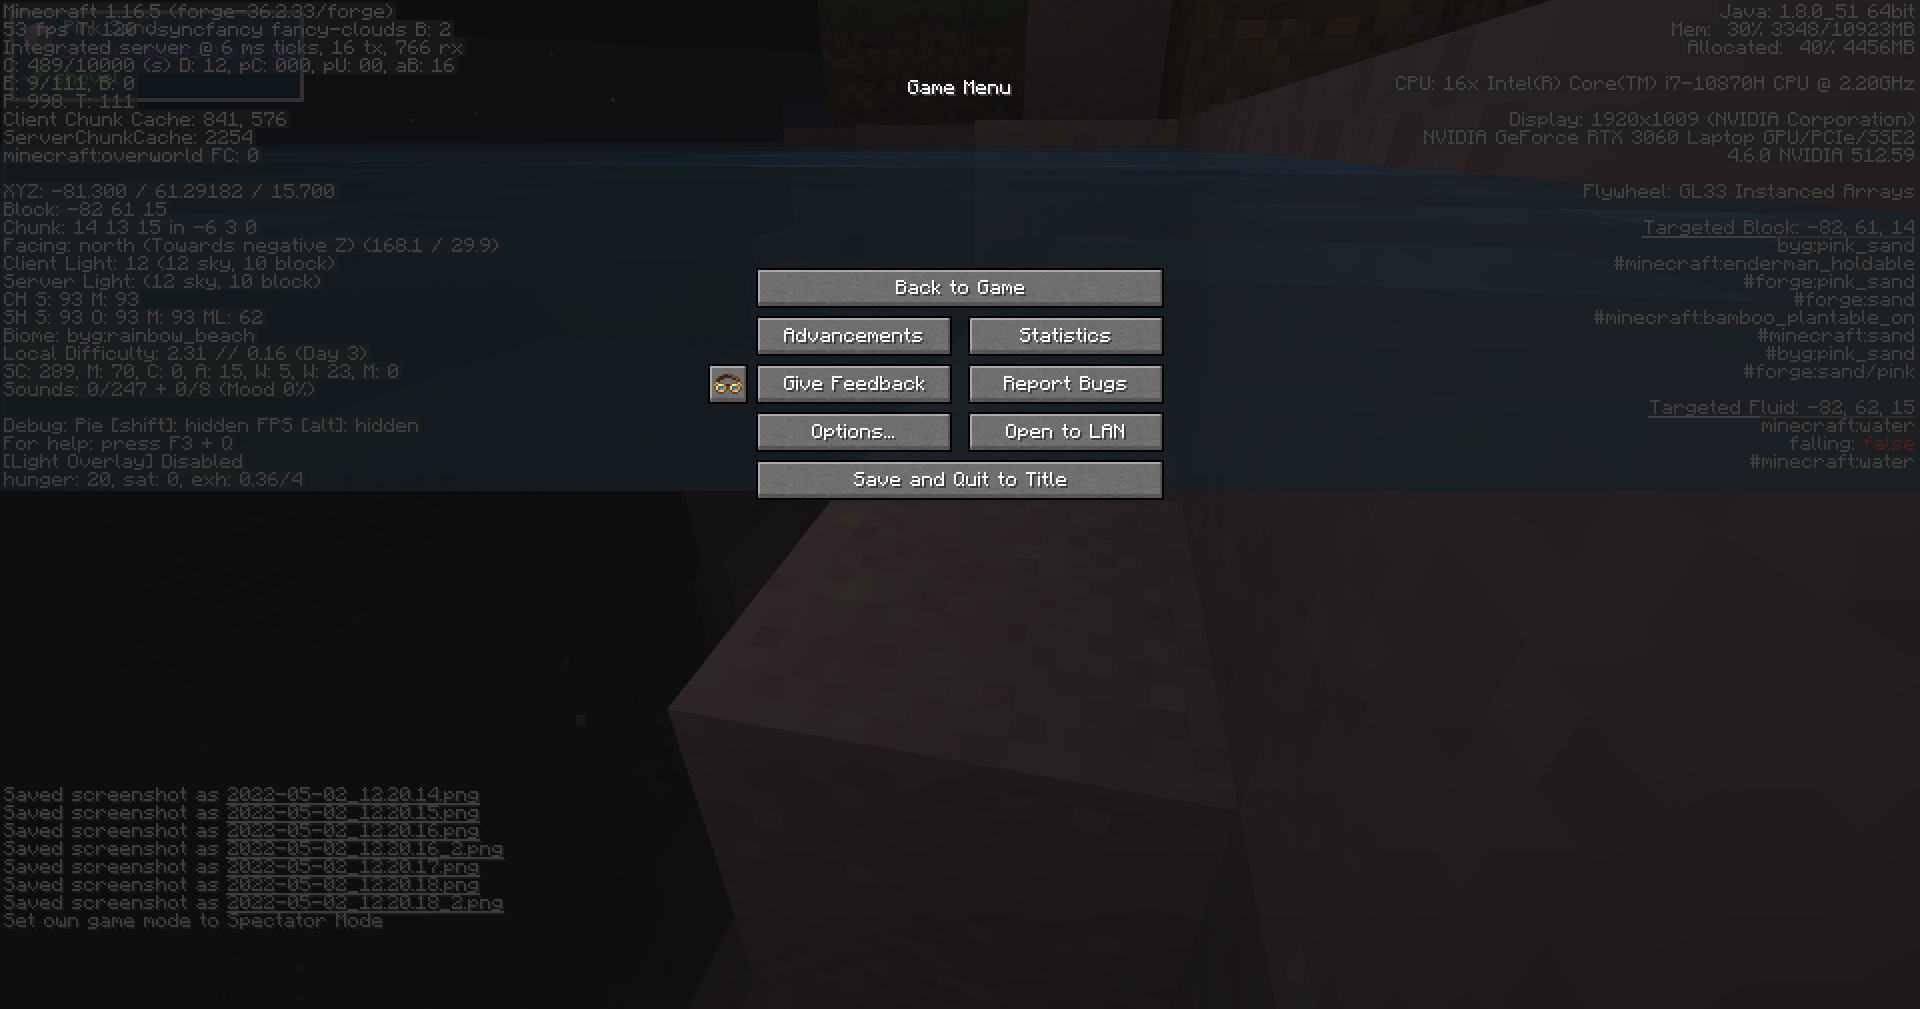 Minecraft 1.16.5 (forge-36.2.33/forge)
53 fps T: 120 vsyncfancy fancy-clouds B: 2
Integrated server @ 6 ms ticks, 16 tx, 766 rx
C: 489/10000 (s) D: 12, pC: 000, pU: 00, aB: 16
E: 9/111, B: 0
P: 998. T: 111
Client Chunk Cache: 841, 576
ServerChunkCache: 2254
minecraft:overworld FC: 0
XYZ: -81.300 / 61.29182 / 15.700
Block: -82 61 15
Chunk: 14 13 15 in -6 3 0
Facing: north (Towards negative Z) (168.1 / 29.9)
Client Light: 12 (12 sky, 10 block)
Server Light: (12 sky, 10 block)
CH S: 93 M: 93
SH S: 93 O: 93 M: 93 ML: 62
Biome: byg:rainbow_beach
Local Difficulty: 2.31 // 0.16 (Day 3)
SC: 289, M: 70, C: 0, A: 15, W: 5, W: 23, M: 0
Sounds: 0/247 + 0/8 (Mood 0%)
Debug: Pie [shift]: hidden FPS [alt]: hidden
For help: press F3 + Q
[Light Overlay] Disabled
hunger: 20, sat: 0, exh: 0.36/4
Game Menu
Back to Game
Advancements
Statistics
Give Feedback
Report Bugs
Options...
Open to LAN
Save and Quit to Title
Java: 1.8.0_51 64bit
Mem: 30% 3348/10923MB
Allocated: 40% 4456MB
CPU: 16x Intel(R) Core(TM) i7-10870H CPU @ 2.20GHz
Display: 1920x1009 (NVIDIA Corporation)
NVIDIA GeForce RTX 3060 Laptop GPU/PCIe/SSE2
4.6.0 NVIDIA 512.59
Flywheel: GL33 Instanced Arrays
Targeted Block: -82, 61, 14
byg:pink_sand
#minecraft:enderman_holdable
#forge:pink_sand
#forge:sand
#minecraft:bamboo_plantable_on
#minecraft:sand
#byg:pink_sand
#forge:sand/pink
Targeted Fluid: -82, 62, 15
minecraft:water
falling: false
#minecraft:water
Saved screenshot as 2022-05-02_12.20.14.png
Saved screenshot as 2022-05-02_12.20.15.png
Saved screenshot as 2022-05-02_12.20.16.png
Saved screenshot as 2022-05-02_12.20.16_2.png
Saved screenshot as 2022-05-02_12.20.17.png
Saved screenshot as 2022-05-02_12.20.18.png
Saved screenshot as 2022-05-02_12.20.18_2.png
Set own game mode to Spectator Mode